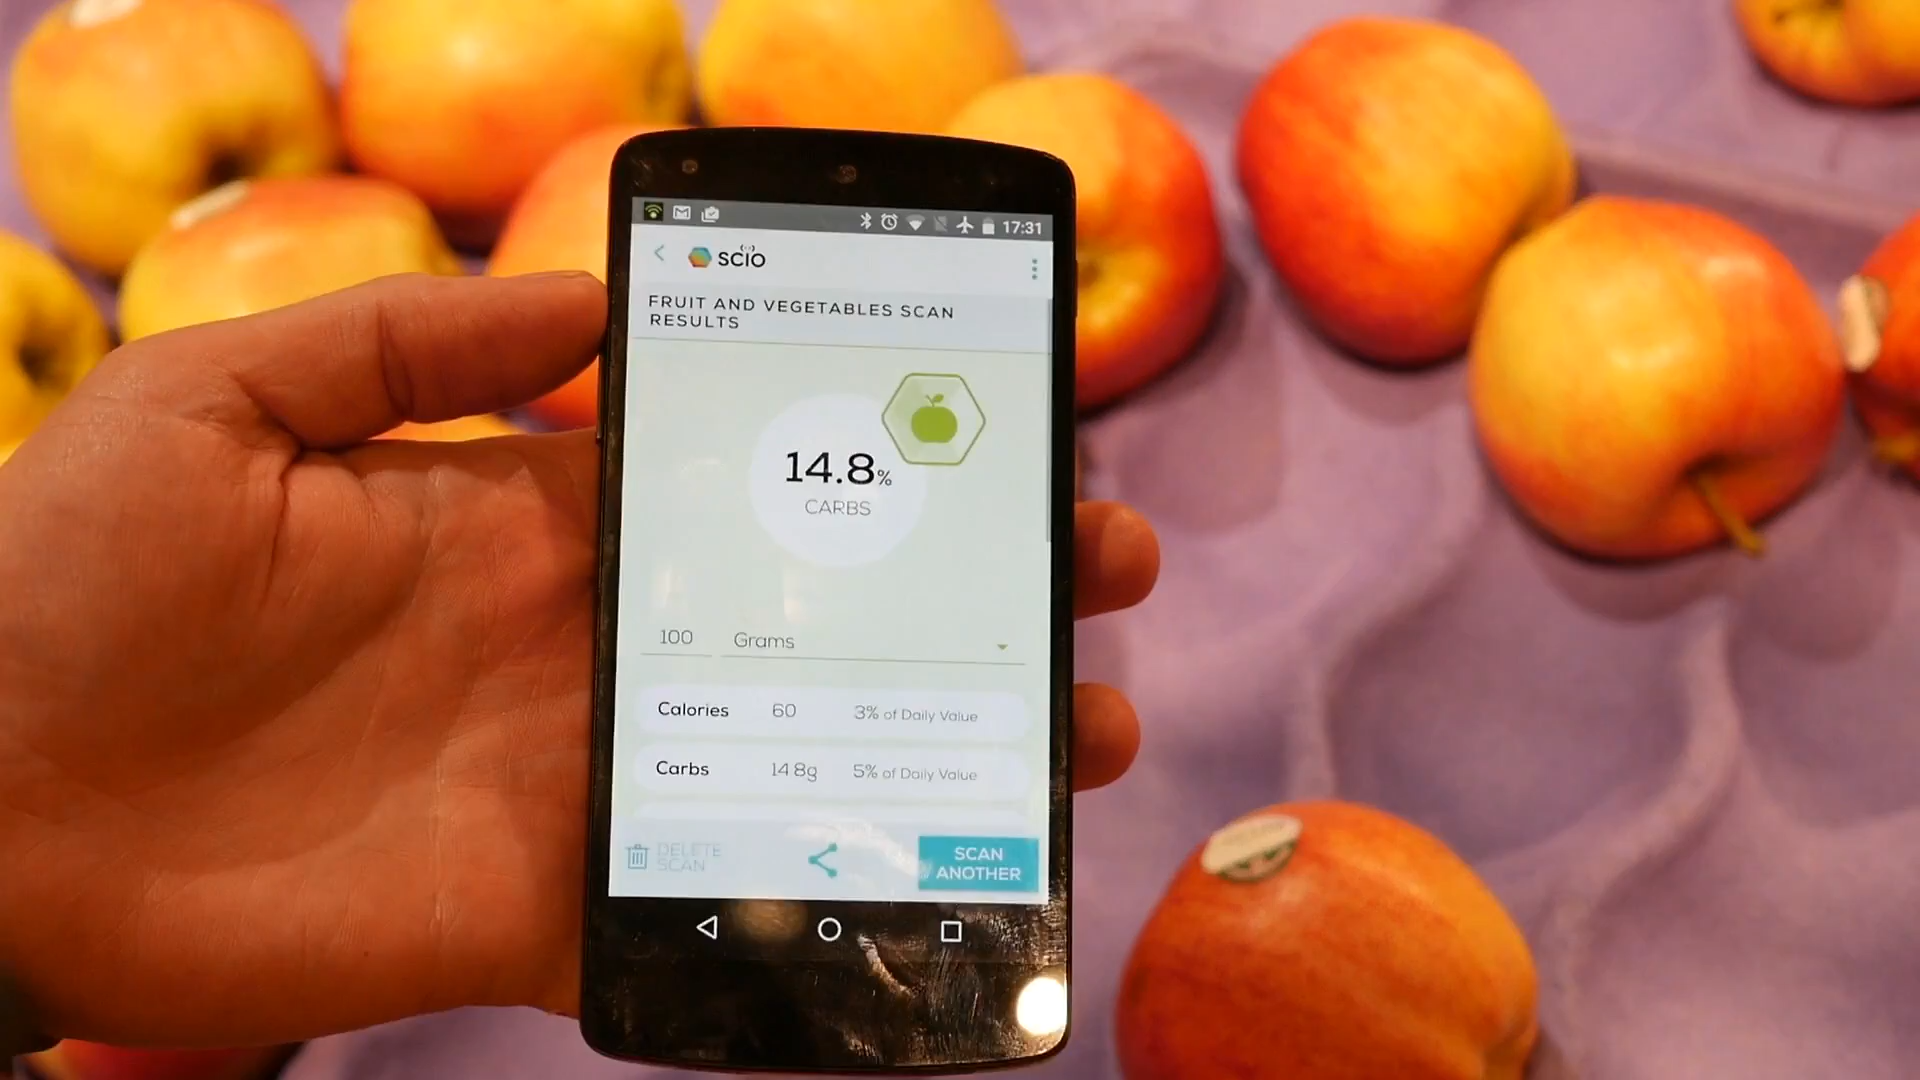 17:31
SCiO
FRUIT AND VEGETABLES SCAN
RESULTS
14.8%
CARBS
100 Grams
Calories 60 3% of Daily Value
Carbs 14.8g 5% of Daily Value
DELETE
SCAN
SCAN
ANOTHER